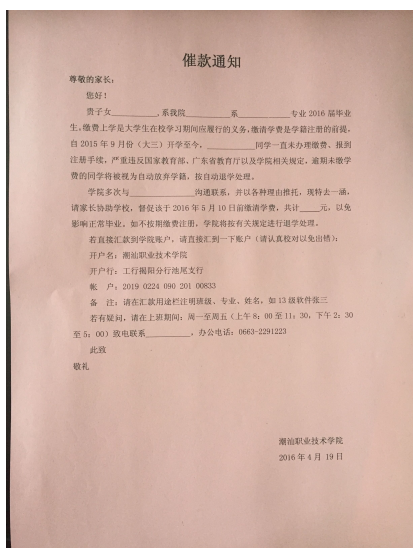 催款通知
尊敬的家长：
您好！
贵子女__________,系我院__________系__________专业 2016 届毕业
生，缴费上学是大学生在校学习期间应履行的义务，缴清学费是学籍注册的前提，
自 2015 年 9 月份（大三）开学至今，__________同学一直未办理缴费、报到
注册手续，严重违反国家教育部、广东省教育厅以及学院相关规定，逾期未缴学
费的同学将被视为自动放弃学籍，按自动退学处理。
学院多次与____________沟通联系，并以各种理由推托，现特去一函，
请家长协助学校，督促该于 2016 年 5 月 10 日前缴清学费，共计____元，以免
影响正常毕业。如不按期缴费注册，学院将按有关规定进行退学处理。
若直接汇款到学院账户，请直接汇到一下账户（请认真校对以免出错）：
开户名：潮汕职业技术学院
开户行：工行揭阳分行池尾支行
帐 户：2019 0224 090 201 00833
备 注：请在汇款用途栏注明班级、专业、姓名，如 13 级软件张三
若有疑问，请在上班期间：周一至周五（上午 8：00 至 11：30，下午 2：30
至 5：00）致电联系__________，办公电话：0663-2291223
此致
敬礼
潮汕职业技术学院
2016 年 4 月 19 日